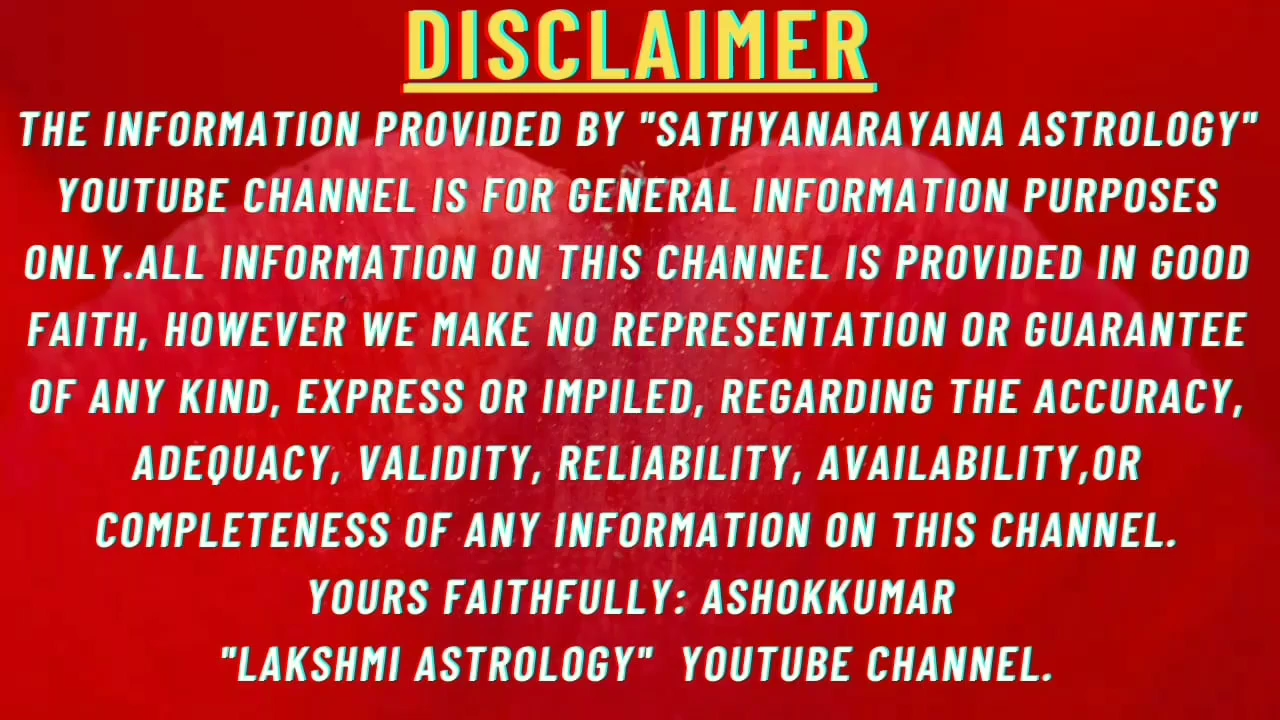 DISCLAIMER
THE INFORMATION PROVIDED BY "SATHYANARAYANA ASTROLOGY"
YOUTUBE CHANNEL IS FOR GENERAL INFORMATION PURPOSES
ONLY.ALL INFORMATION ON THIS CHANNEL IS PROVIDED IN GOOD
FAITH, HOWEVER WE MAKE NO REPRESENTATION OR GUARANTEE
OF ANY KIND, EXPRESS OR IMPILED, REGARDING THE ACCURACY,
ADEQUACY, VALIDITY, RELIABILITY, AVAILABILITY,OR
COMPLETENESS OF ANY INFORMATION ON THIS CHANNEL.
YOURS FAITHFULLY: ASHOKKUMAR
"LAKSHMI ASTROLOGY" YOUTUBE CHANNEL.